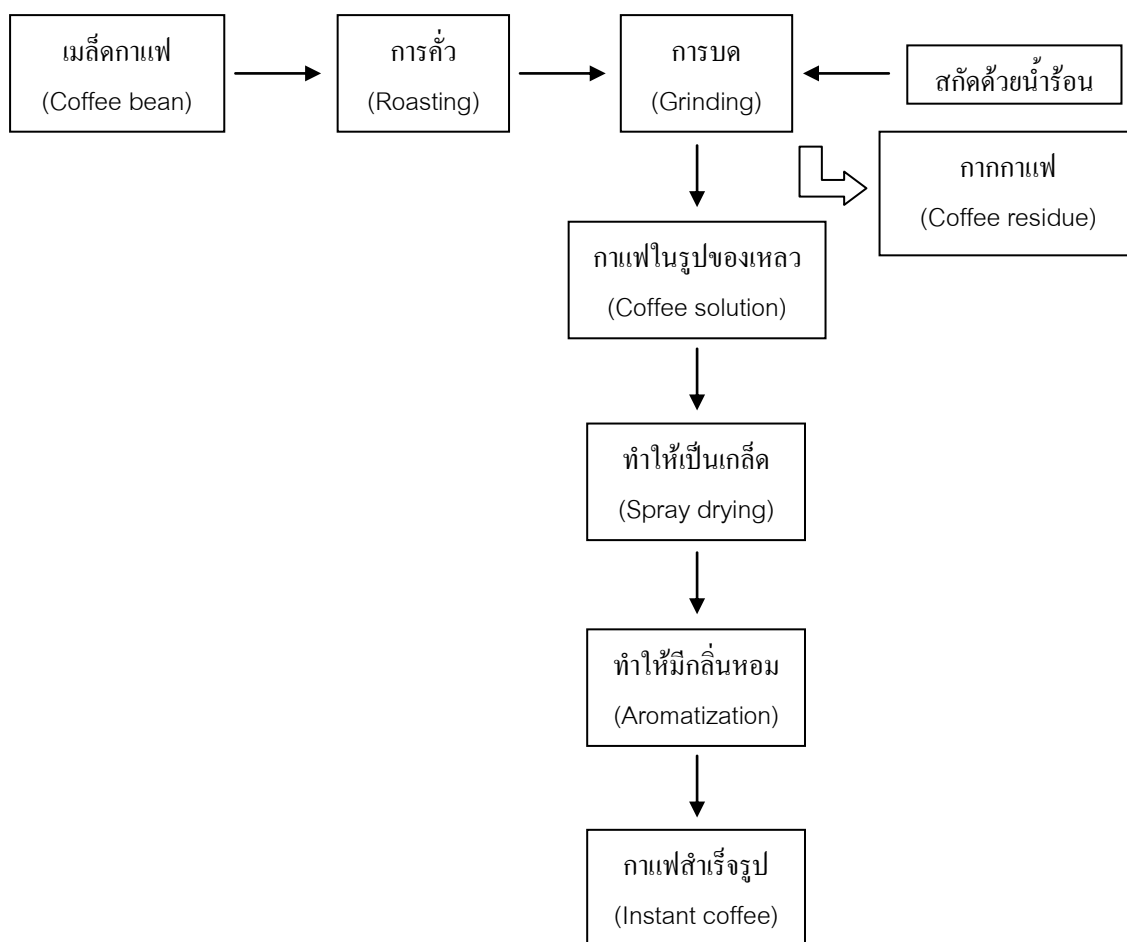 เมล็ดกาแฟ
(Coffee bean)
การคั่ว
(Roasting)
การบด
(Grinding)
สกัดด้วยน้ำร้อน
กากกาแฟ
(Coffee residue)
กาแฟในรูปของเหลว
(Coffee solution)
ทำให้เป็นเกล็ด
(Spray drying)
ทำให้มีกลิ่นหอม
(Aromatization)
กาแฟสำเร็จรูป
(Instant coffee)